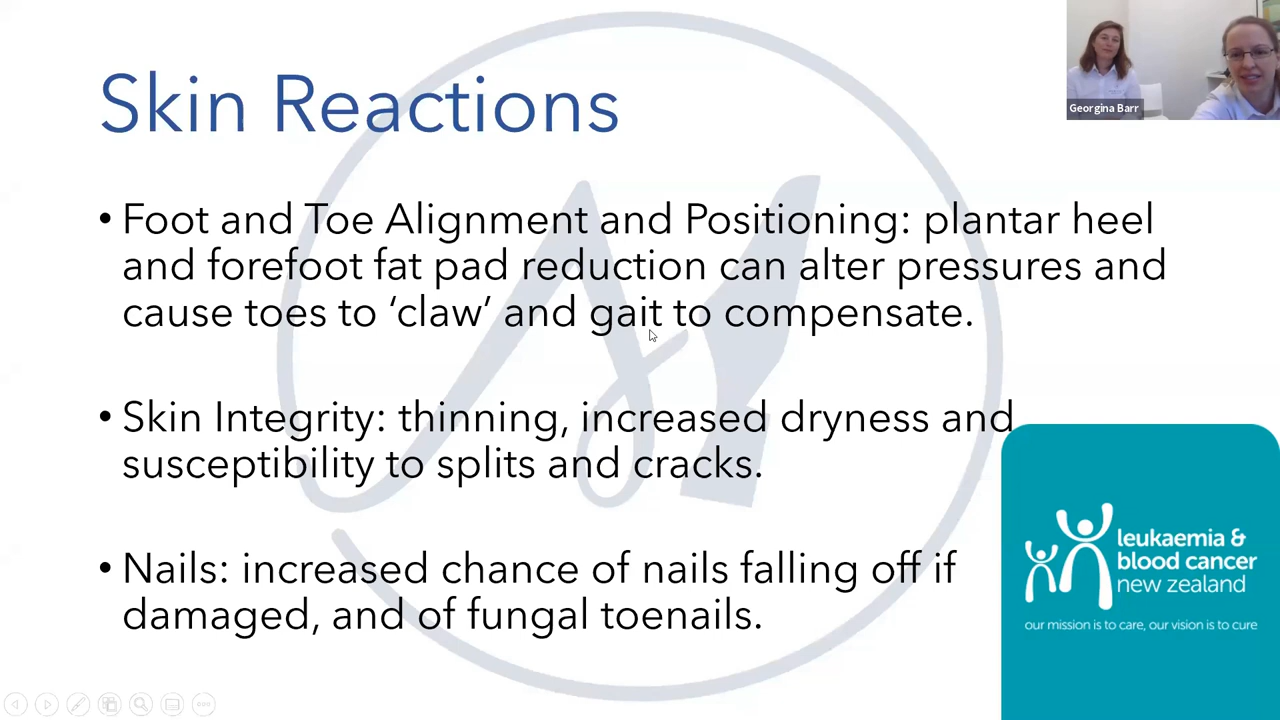 Skin Reactions
Georgina Barr
• Foot and Toe Alignment and Positioning: plantar heel
and forefoot fat pad reduction can alter pressures and
cause toes to ‘claw’ and gait to compensate.
• Skin Integrity: thinning, increased dryness and
susceptibility to splits and cracks.
• Nails: increased chance of nails falling off if
damaged, and of fungal toenails.
leukaemia &
blood cancer
new zealand
our mission is to care, our vision is to cure